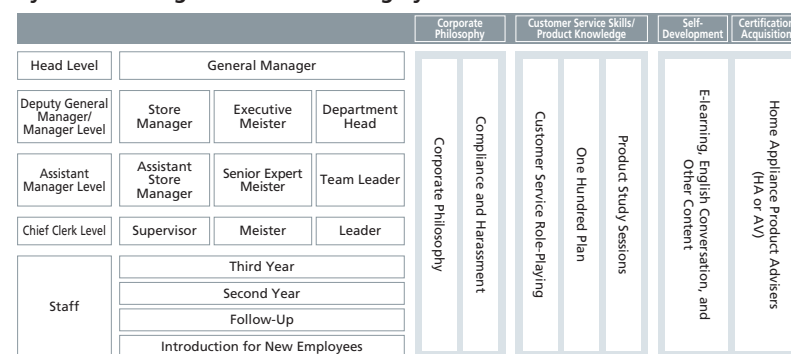 Corporate
Philosophy
Customer Service Skills/
Product Knowledge
Self-
Development
Certification
Acquisition
Head Level
General Manager
Deputy General
Manager/
Manager Level
Store
Manager
Executive
Meister
Department
Head
Assistant
Manager Level
Assistant
Store
Manager
Senior Expert
Meister
Team Leader
Chief Clerk Level
Supervisor
Meister
Leader
Staff
Third Year
Second Year
Follow-Up
Introduction for New Employees
Corporate Philosophy
Compliance and Harassment
Customer Service Role-Playing
One Hundred Plan
Product Study Sessions
E-learning, English Conversation, and
Other Content
Home Appliance Product Advisers
(HA or AV)